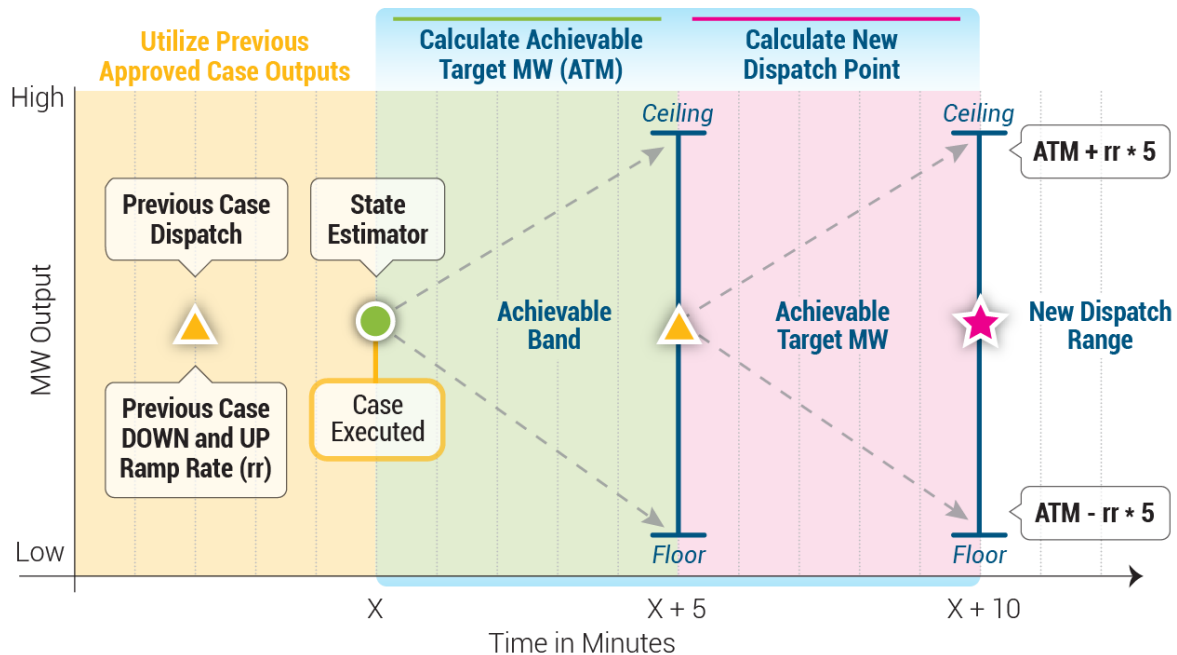 Utilize Previous
Approved Case Outputs
Calculate Achievable
Target MW (ATM)
Calculate New
Dispatch Point
High
Ceiling
Ceiling
ATM + rr * 5
Previous Case
Dispatch
State
Estimator
MW Output
Achievable
Band
Achievable
Target MW
New Dispatch
Range
Previous Case
DOWN and UP
Ramp Rate (rr)
Case
Executed
ATM - rr * 5
Low
Floor
Floor
X
X + 5
X + 10
Time in Minutes